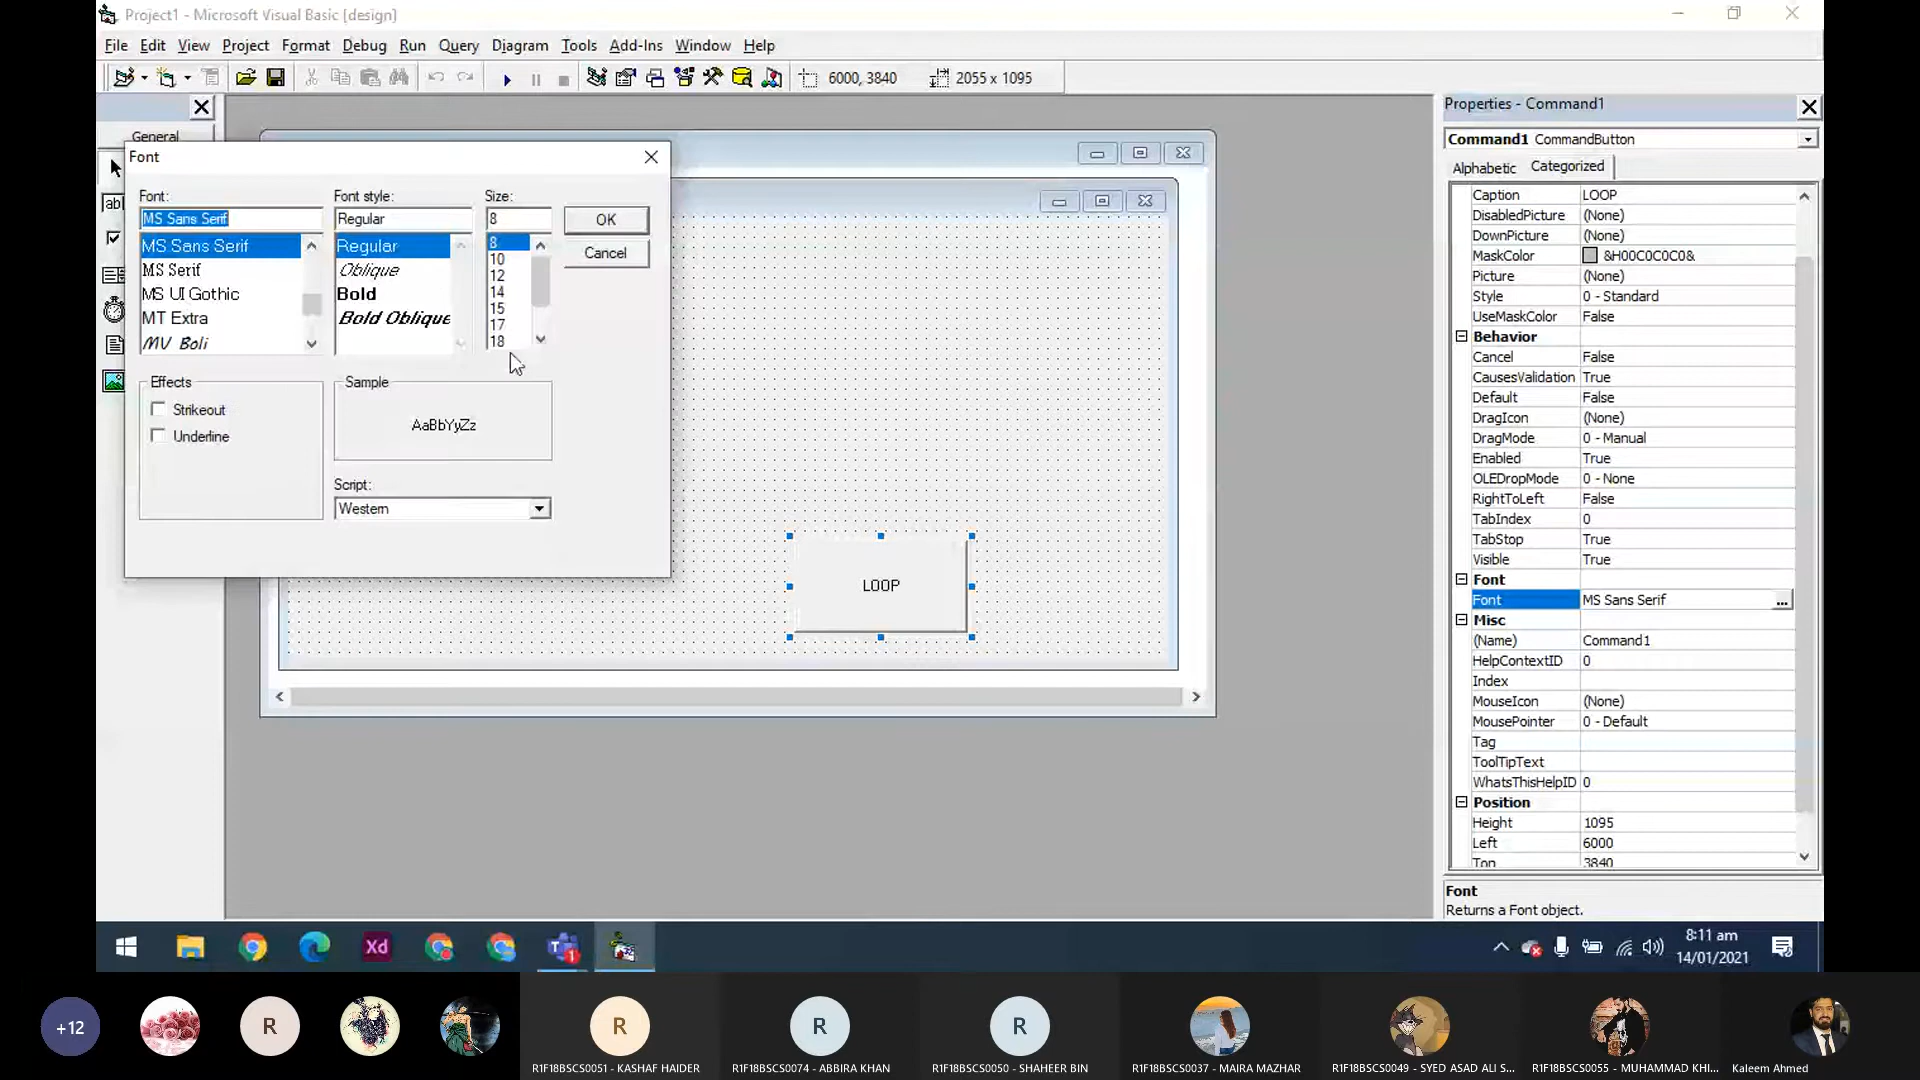 Project1 - Microsoft Visual Basic [design]
File Edit View Project Format Debug Run Query Diagram Tools Add-Ins Window Help
6000, 3840 2055 x 1095
General
Font
Font: Font style: Size:
MS Sans Serif Regular 8 OK
MS Sans Serif Regular 8 Cancel
MS Serif Oblique 10
MS UI Gothic Bold 12
MT Extra Bold Oblique 14
MV Boli 15
17
18
Effects
Strikeout
Underline
Sample
AaBbYyZz
Script:
Western
LOOP
Properties - Command1
Command1 CommandButton
Alphabetic Categorized
Caption LOOP
DisabledPicture (None)
DownPicture (None)
MaskColor &H00C0C0C0&
Picture (None)
Style 0 - Standard
UseMaskColor False
Behavior
Cancel False
CausesValidation True
Default False
DragIcon (None)
DragMode 0 - Manual
Enabled True
OLEDropMode 0 - None
RightToLeft False
TabIndex 0
TabStop True
Visible True
Font
Font MS Sans Serif ...
Misc
(Name) Command1
HelpContextID 0
Index
MouseIcon (None)
MousePointer 0 - Default
Tag
ToolTipText
WhatsThisHelpID 0
Position
Height 1095
Left 6000
Top 3840
Font
Returns a Font object.
Xd
8:11 am
14/01/2021
+12 R R R R
R1F18BSCS0051 - KASHAF HAIDER R1F18BSCS0074 - ABBIRA KHAN R1F18BSCS0050 - SHAHEER BIN R1F18BSCS0037 - MAIRA MAZHAR R1F18BSCS0049 - SYED ASAD ALI S... R1F18BSCS0055 - MUHAMMAD KHI... Kaleem Ahmed